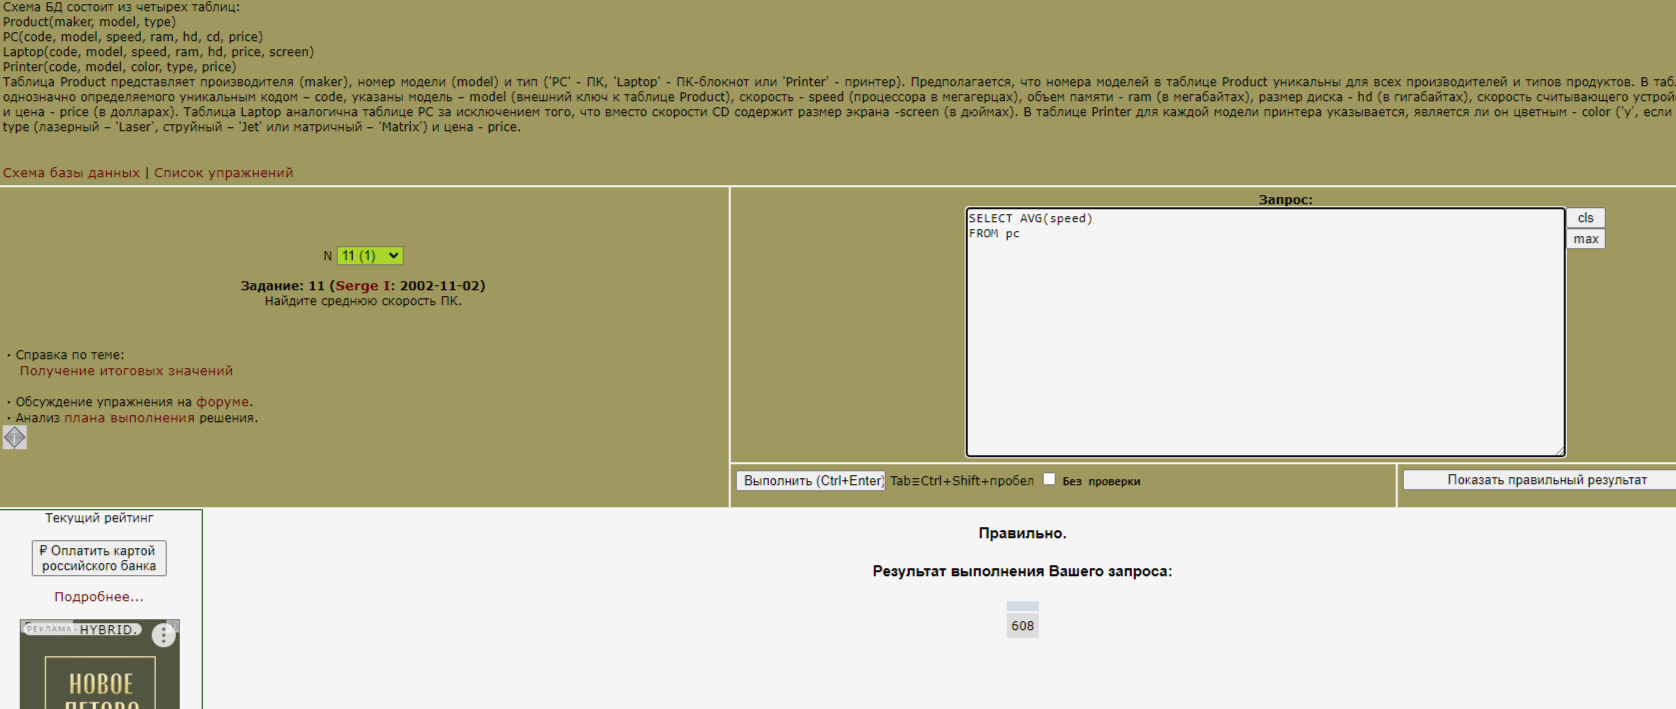 Схема БД состоит из четырех таблиц:
Product(maker, model, type)
PC(code, model, speed, ram, hd, cd, price)
Laptop(code, model, speed, ram, hd, price, screen)
Printer(code, model, color, type, price)
Таблица Product представляет производителя (maker), номер модели (model) и тип ('PC' - ПК, 'Laptop' - ПК-блокнот или 'Printer' - принтер). Предполагается, что номера моделей в таблице Product уникальны для всех производителей и типов продуктов. В
однозначно определяемого уникальным кодом – code, указаны модель – model (внешний ключ к таблице Product), скорость - speed (процессора в мегагерцах), объем памяти - ram (в мегабайтах), размер диска - hd (в гигабайтах), скорость считывающего
и цена - price (в долларах). Таблица Laptop аналогична таблице РС за исключением того, что вместо скорости CD содержит размер экрана -screen (в дюймах). В таблице Printer для каждой модели принтера указывается, является ли он цветным - color ('y', если
type (лазерный – 'Laser', струйный – 'Jet' или матричный – 'Matrix') и цена - price.
Схема базы данных | Список упражнений
N 11 (1)
Задание: 11 (Serge I: 2002-11-02)
Найдите среднюю скорость ПК.
· Справка по теме:
Получение итоговых значений
· Обсуждение упражнения на форуме.
· Анализ плана выполнения решения.
Запрос:
SELECT AVG(speed)
FROM pc
cls
max
Выполнить (Ctrl+Enter) Tab≡Ctrl+Shift+пробел Без проверки
Показать правильный результат
Текущий рейтинг
₽ Оплатить картой
российского банка
Подробнее...
РЕКЛАМА · HYBRID.
НОВОЕ
Правильно.
Результат выполнения Вашего запроса:
608